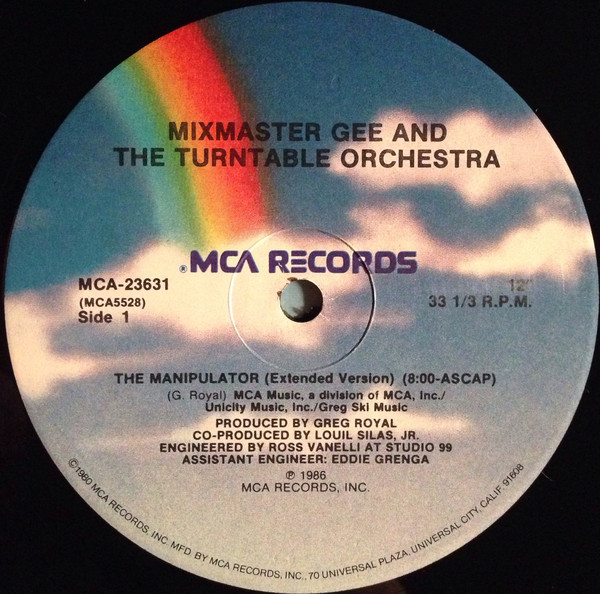 MIXMASTER GEE AND
THE TURNTABLE ORCHESTRA
®MCA RECORDS
MCA-23631
(MCA5528)
Side 1
12"
33 1/3 R.P.M.
THE MANIPULATOR (Extended Version) (8:00-ASCAP)
(G. Royal) MCA Music, a division of MCA, Inc./
Unicity Music, Inc./Greg Ski Music
PRODUCED BY GREG ROYAL
CO-PRODUCED BY LOUIL SILAS, JR.
ENGINEERED BY ROSS VANELLI AT STUDIO 99
ASSISTANT ENGINEER: EDDIE GRENGA
℗ 1986
MCA RECORDS, INC.
©1980 MCA RECORDS, INC. MFD. BY MCA RECORDS, INC., 70 UNIVERSAL PLAZA, UNIVERSAL CITY, CALIF. 91608